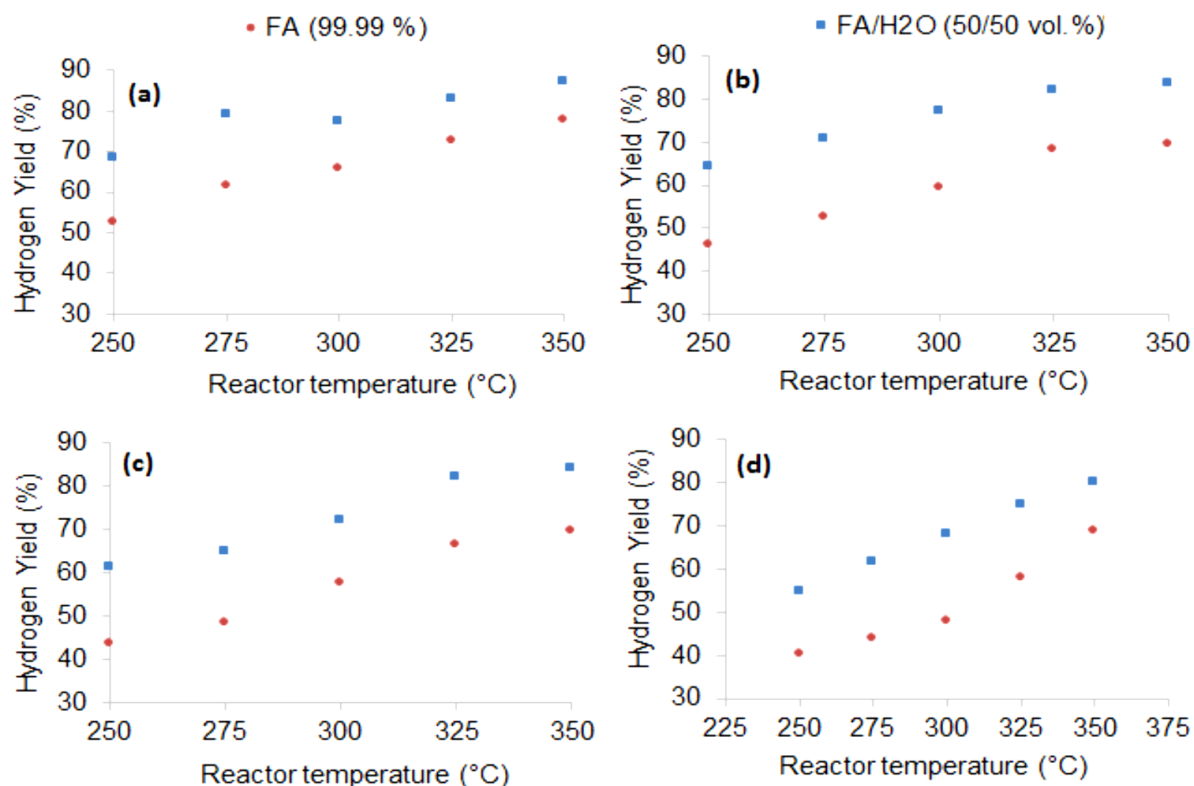 FA (99.99 %)
FA/H2O (50/50 vol.%)
(a)
Hydrogen Yield (%)
90
80
70
60
50
40
30
250 275 300 325 350
Reactor temperature (°C)
(b)
Hydrogen Yield (%)
90
80
70
60
50
40
30
250 275 300 325 350
Reactor temperature (°C)
(c)
Hydrogen Yield (%)
90
80
70
60
50
40
30
250 275 300 325 350
Reactor temperature (°C)
(d)
Hydrogen Yield (%)
90
80
70
60
50
40
30
225 250 275 300 325 350 375
Reactor temperature (°C)